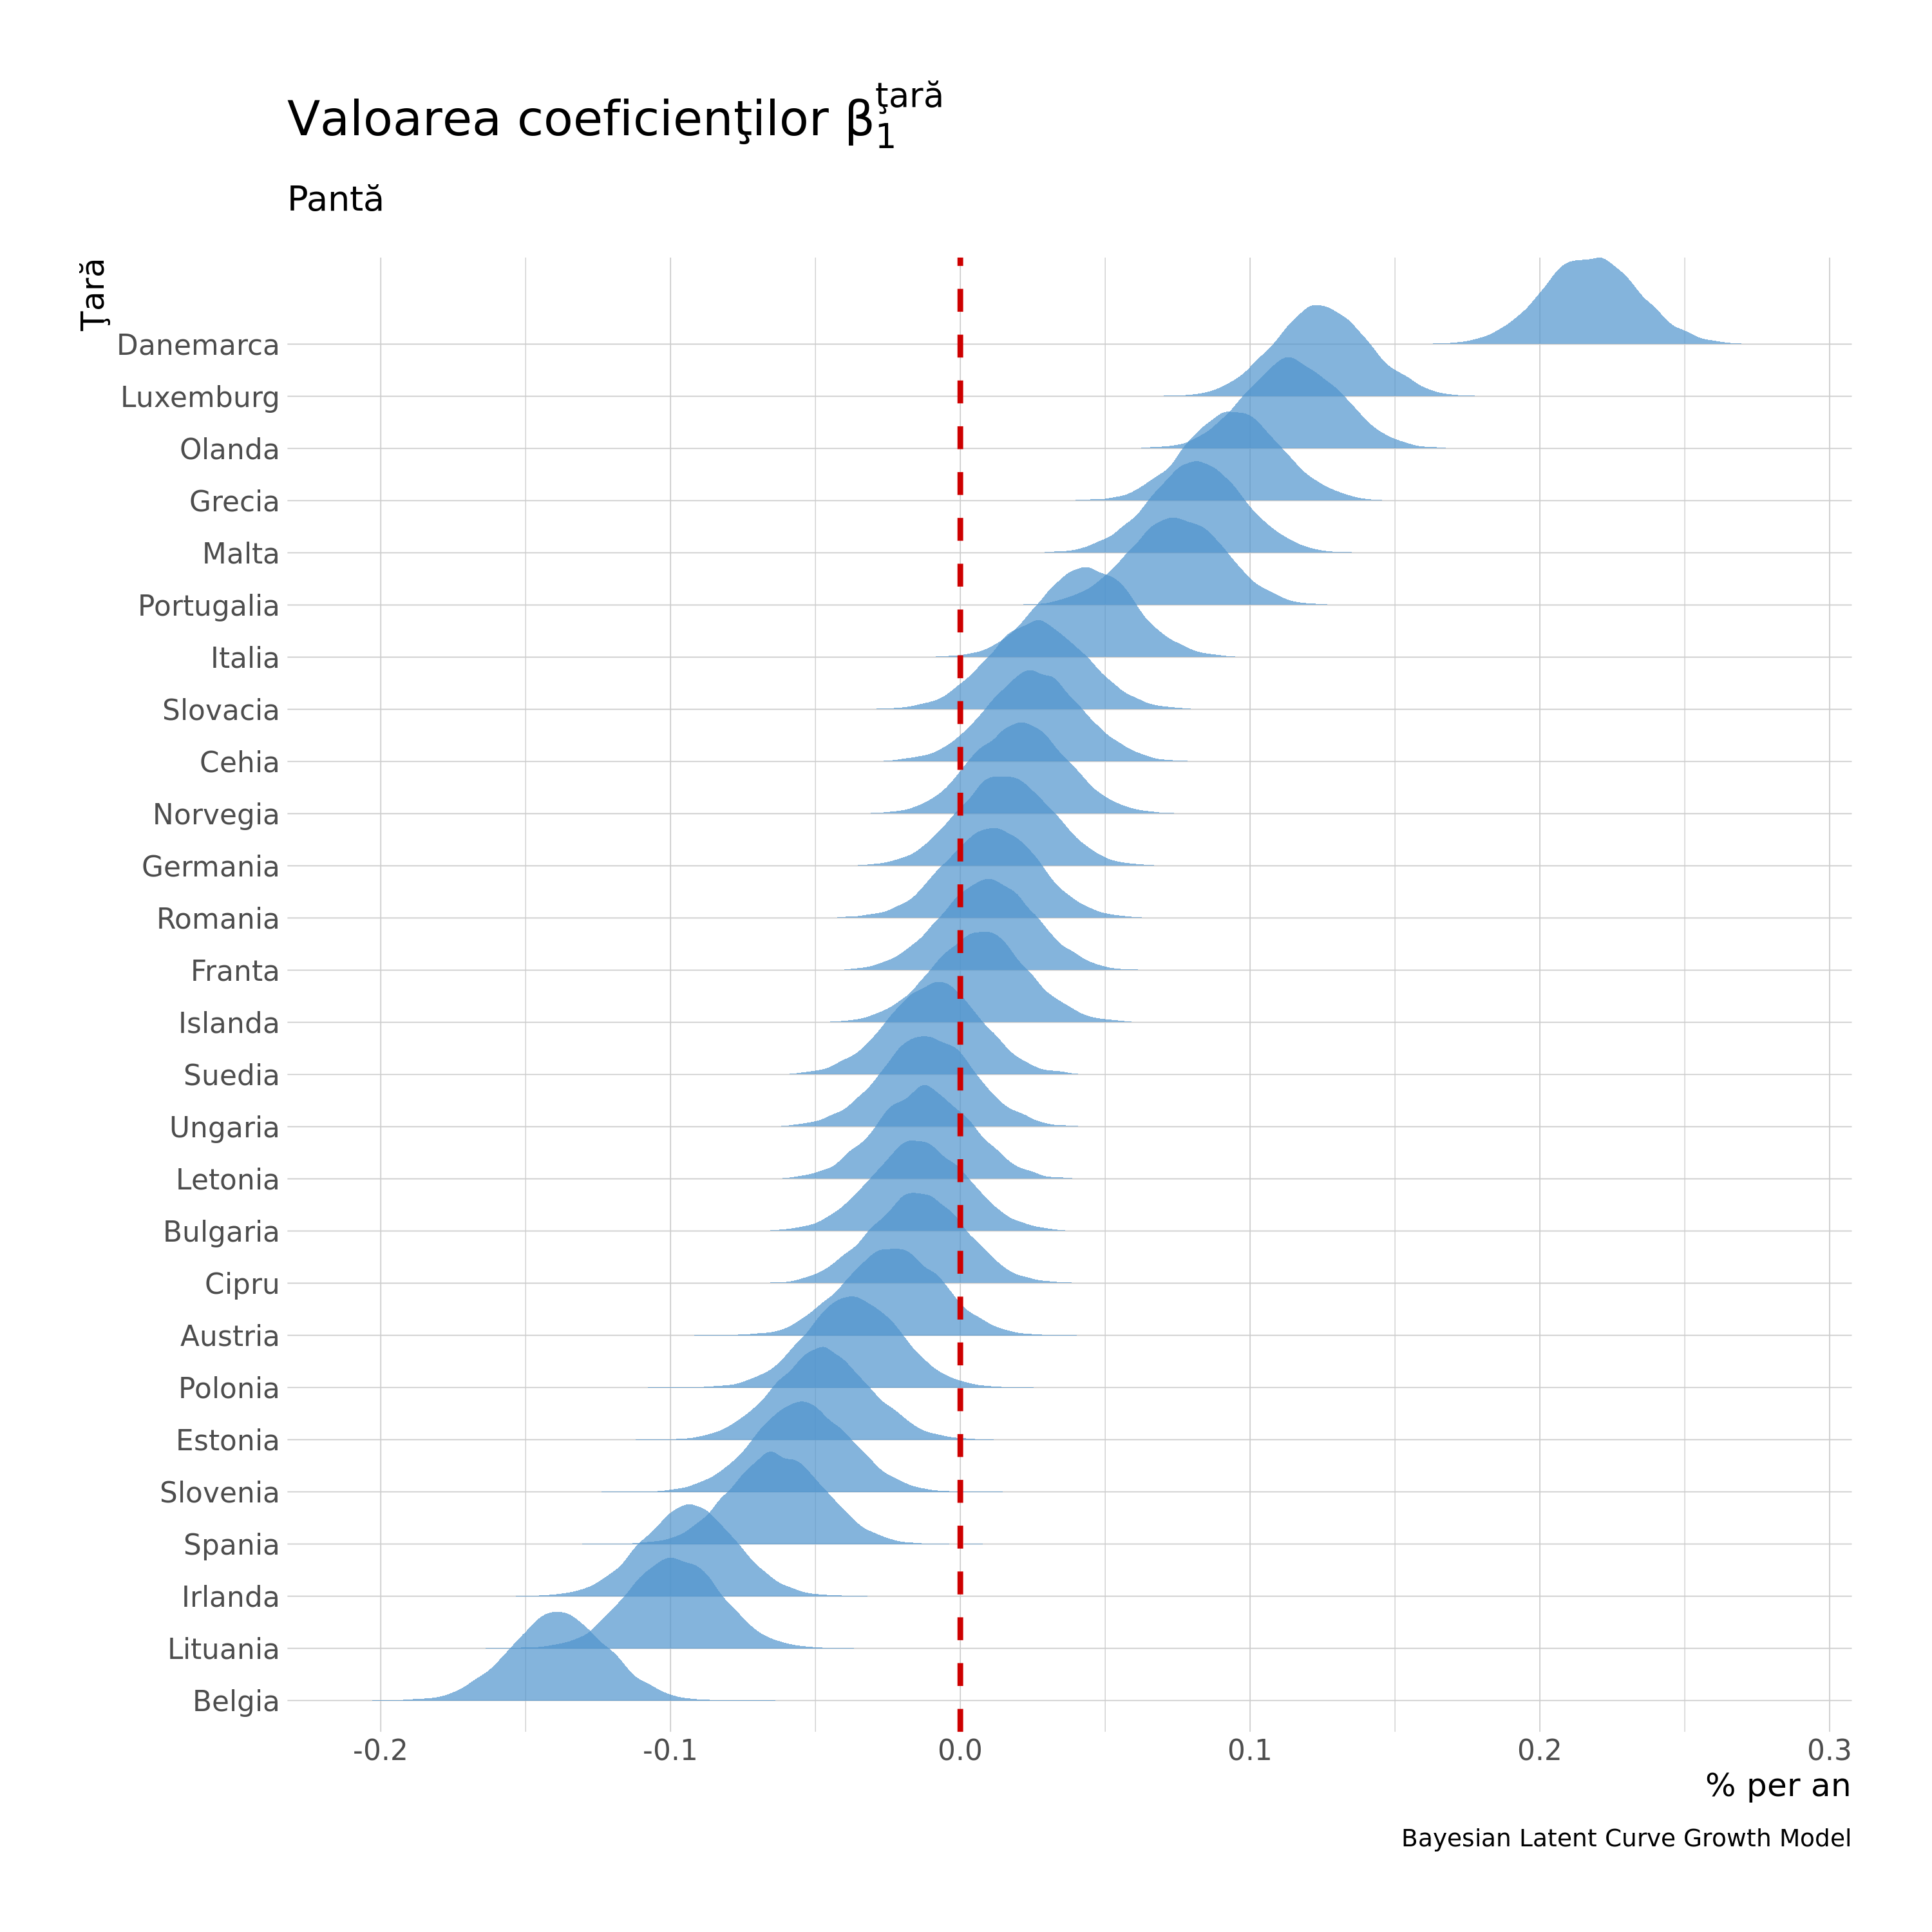 Valoarea coeficienţilor β₁ţară
Pantă
Ţară
Danemarca
Luxemburg
Olanda
Grecia
Malta
Portugalia
Italia
Slovacia
Cehia
Norvegia
Germania
Romania
Franta
Islanda
Suedia
Ungaria
Letonia
Bulgaria
Cipru
Austria
Polonia
Estonia
Slovenia
Spania
Irlanda
Lituania
Belgia
-0.2 -0.1 0.0 0.1 0.2 0.3
% per an
Bayesian Latent Curve Growth Model